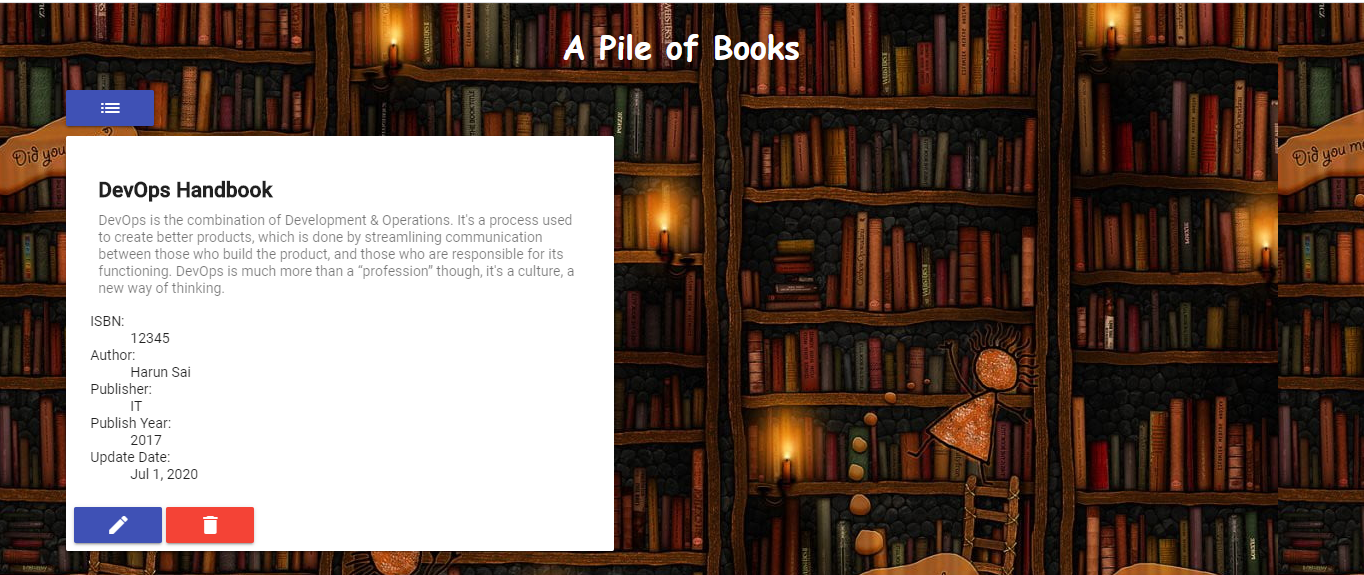 A Pile of Books
Did you
Did you
DevOps Handbook
DevOps is the combination of Development & Operations. It's a process used
to create better products, which is done by streamlining communication
between those who build the product, and those who are responsible for its
functioning. DevOps is much more than a “profession” though, it's a culture, a
new way of thinking.
ISBN:
12345
Author:
Harun Sai
Publisher:
IT
Publish Year:
2017
Update Date:
Jul 1, 2020